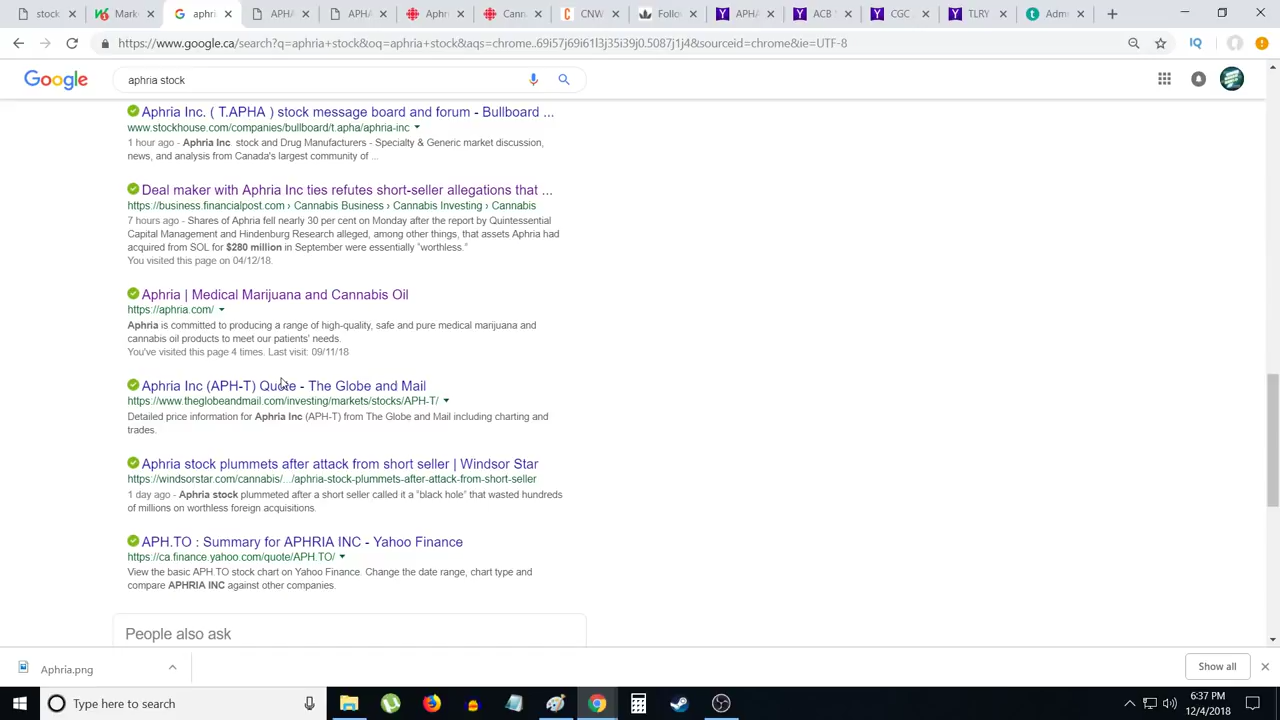 stock
Mark
aphri
APHA
APHA
Aphri
Cann
CNW
Follov
APHA
ACB
CGC
TLRY
Adm
https://www.google.ca/search?q=aphria+stock&oq=aphria+stock&aqs=chrome..69i57j69i61l3j35i39j0.5087j1j4&sourceid=chrome&ie=UTF-8
Google
aphria stock
Aphria Inc. ( T.APHA ) stock message board and forum - Bullboard ...
www.stockhouse.com/companies/bullboard/t.apha/aphria-inc
1 hour ago - Aphria Inc. stock and Drug Manufacturers - Specialty & Generic market discussion,
news, and analysis from Canada's largest community of ...
Deal maker with Aphria Inc ties refutes short-seller allegations that ...
https://business.financialpost.com › Cannabis Business › Cannabis Investing › Cannabis
7 hours ago - Shares of Aphria fell nearly 30 per cent on Monday after the report by Quintessential
Capital Management and Hindenburg Research alleged, among other things, that assets Aphria had
acquired from SOL for $280 million in September were essentially “worthless.”
You visited this page on 04/12/18.
Aphria | Medical Marijuana and Cannabis Oil
https://aphria.com/
Aphria is committed to producing a range of high-quality, safe and pure medical marijuana and
cannabis oil products to meet our patients' needs.
You've visited this page 4 times. Last visit: 09/11/18
Aphria Inc (APH-T) Quote - The Globe and Mail
https://www.theglobeandmail.com/investing/markets/stocks/APH-T/
Detailed price information for Aphria Inc (APH-T) from The Globe and Mail including charting and
trades.
Aphria stock plummets after attack from short seller | Windsor Star
https://windsorstar.com/cannabis/.../aphria-stock-plummets-after-attack-from-short-seller
1 day ago - Aphria stock plummeted after a short seller called it a “black hole” that wasted hundreds
of millions on worthless foreign acquisitions.
APH.TO : Summary for APHRIA INC - Yahoo Finance
https://ca.finance.yahoo.com/quote/APH.TO/
View the basic APH.TO stock chart on Yahoo Finance. Change the date range, chart type and
compare APHRIA INC against other companies.
People also ask
Aphria.png
Show all
Type here to search
6:37 PM
12/4/2018